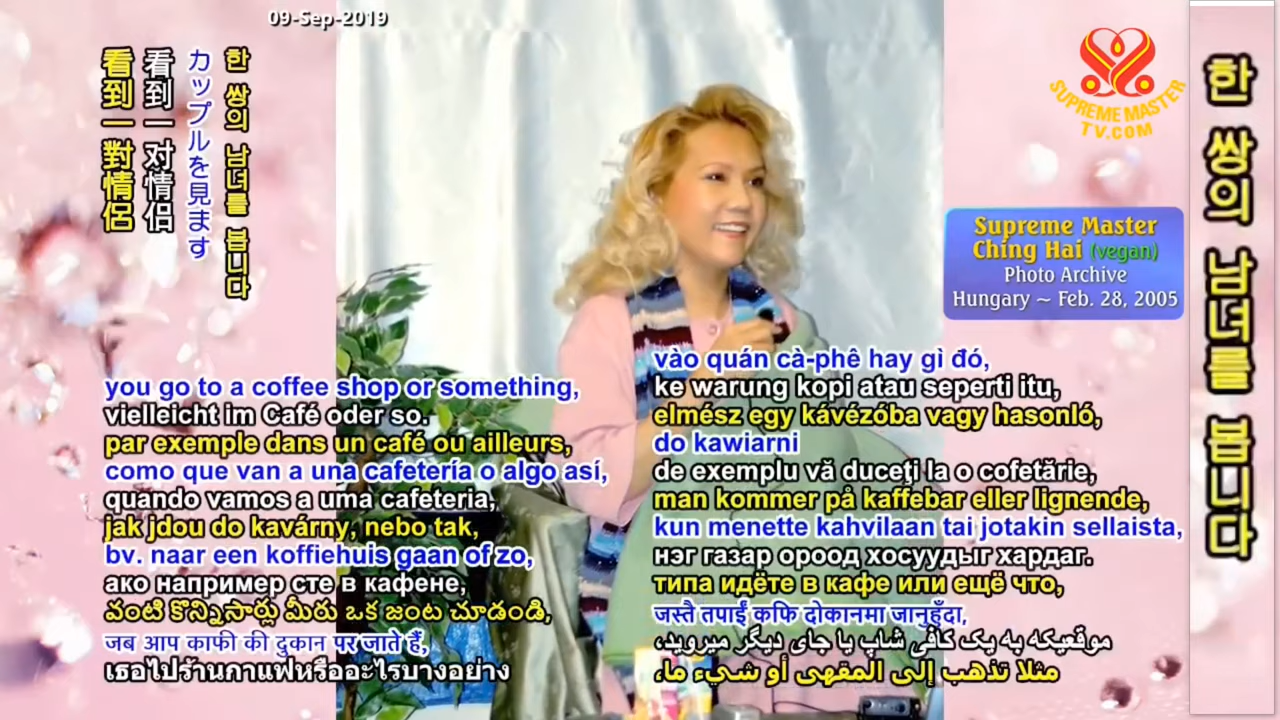 09-Sep-2019
한 쌍의 남녀를 봅니다
カップルを見ます
看到一对情侣
看到一對情侶
SUPREME MASTER
TV.COM
Supreme Master
Ching Hai (vegan)
Photo Archive
Hungary ~ Feb. 28, 2005
한 쌍의 남녀를 봅니다
you go to a coffee shop or something,
vielleicht im Café oder so.
par exemple dans un café ou ailleurs,
como que van a una cafetería o algo así,
quando vamos a uma cafeteria,
jak jdou do kavárny, nebo tak,
bv. naar een koffiehuis gaan of zo,
ако например сте в кафене,
వంటి కొన్నిసార్లు మీరు ఒక జంట చూడండి,
जब आप काफी की दुकान पर जाते हैं,
เธอไปร้านกาแฟหรืออะไรบางอย่าง
vào quán cà-phê hay gì đó,
ke warung kopi atau seperti itu,
elmész egy kávézóba vagy hasonló,
do kawiarni
de exemplu vă duceţi la o cofetărie,
man kommer på kaffebar eller lignende,
kun menette kahvilaan tai jotakin sellaista,
нэг газар ороод хосуудыг хардаг.
типа идёте в кафе или ещё что,
जस्तै तपाईं कफि दोकानमा जानुहुँदा,
موقعیکه به یک کافی شاپ یا جای دیگر میروید،
مثلا تذهب إلى المقهى أو شيء ما،